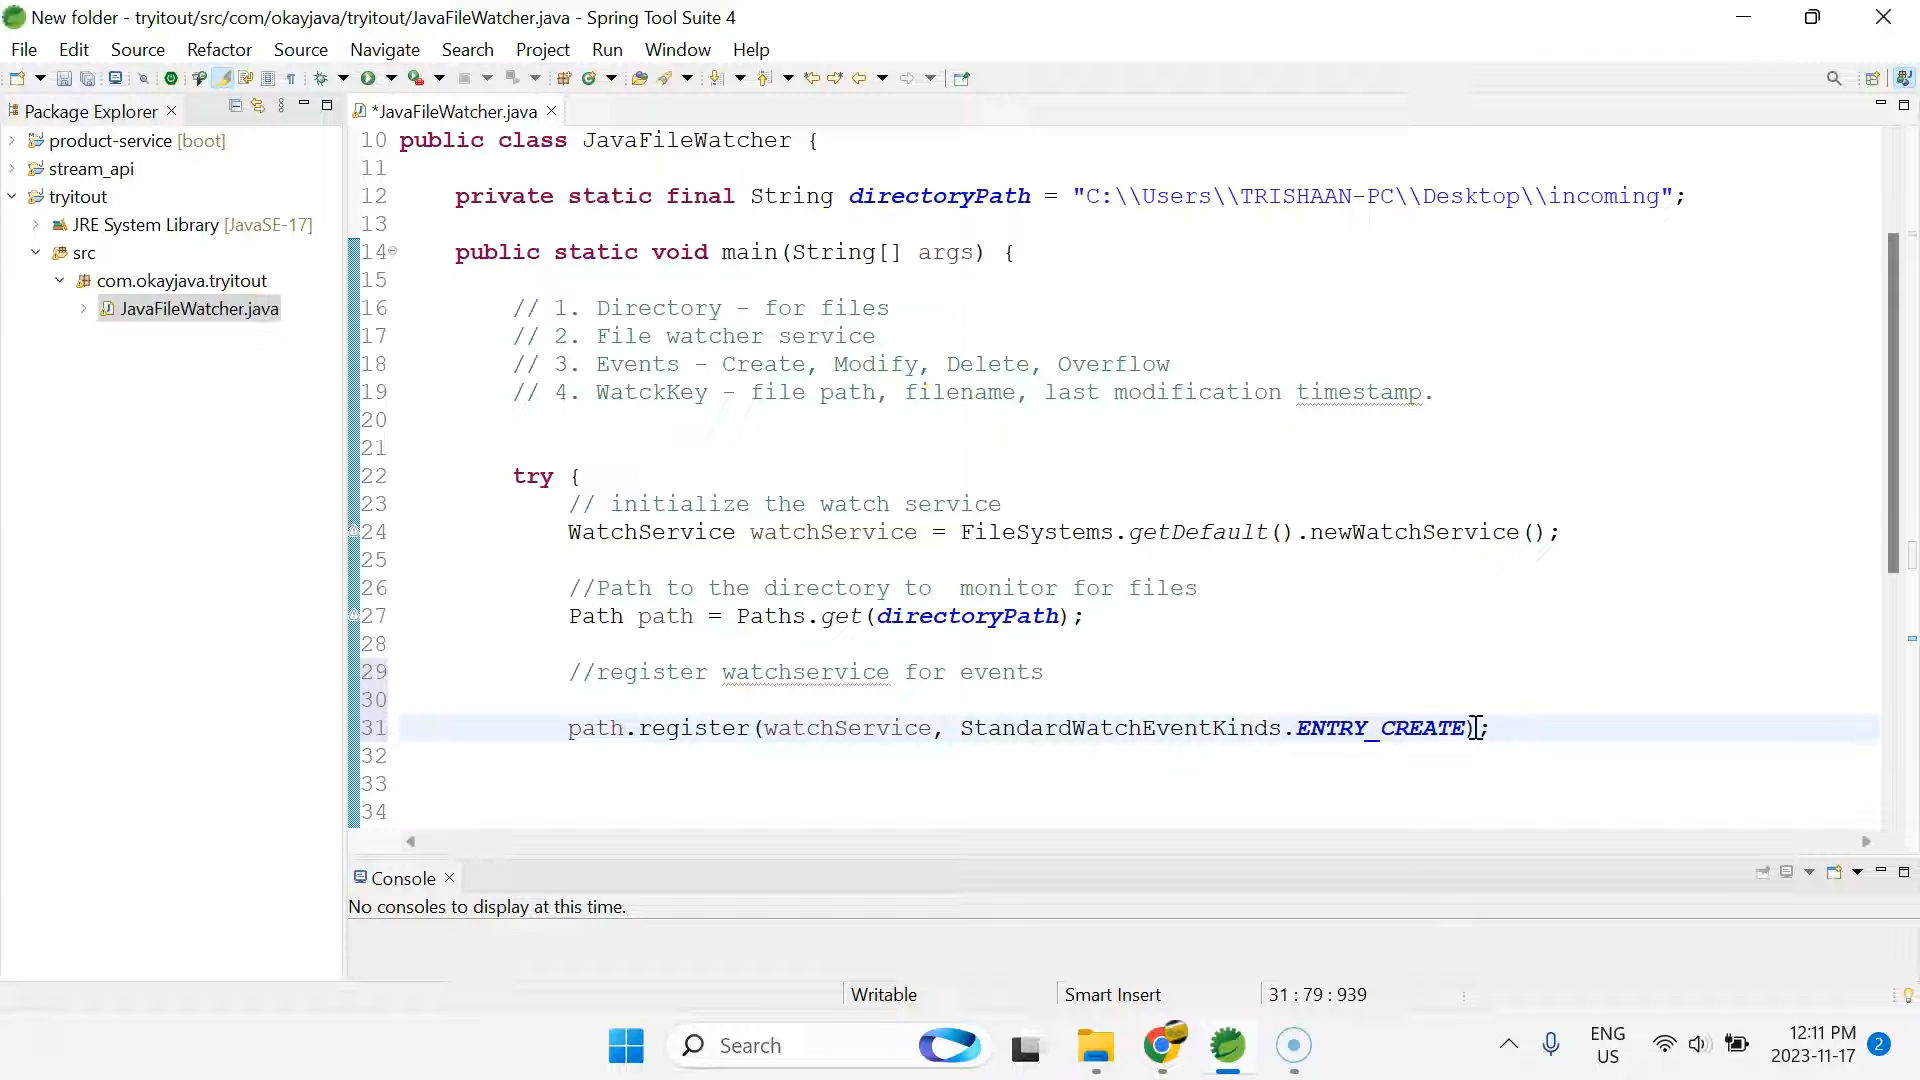 New folder - tryitout/src/com/okayjava/tryitout/JavaFileWatcher.java - Spring Tool Suite 4
File Edit Source Refactor Source Navigate Search Project Run Window Help
Package Explorer
*JavaFileWatcher.java
product-service [boot]
stream_api
tryitout
JRE System Library [JavaSE-17]
src
com.okayjava.tryitout
JavaFileWatcher.java
10 public class JavaFileWatcher {
11
12 private static final String directoryPath = "C:\\Users\\TRISHAAN-PC\\Desktop\\incoming";
13
14 public static void main(String[] args) {
15
16 // 1. Directory - for files
17 // 2. File watcher service
18 // 3. Events - Create, Modify, Delete, Overflow
19 // 4. WatckKey - file path, filename, last modification timestamp.
20
21
22 try {
23 // initialize the watch service
24 WatchService watchService = FileSystems.getDefault().newWatchService();
25
26 //Path to the directory to  monitor for files
27 Path path = Paths.get(directoryPath);
28
29 //register watchservice for events
30
31 path.register(watchService, StandardWatchEventKinds.ENTRY_CREATE);
32
33
34
Console
No consoles to display at this time.
Writable
Smart Insert
31 : 79 : 939
Search
ENG
US
12:11 PM
2023-11-17
2